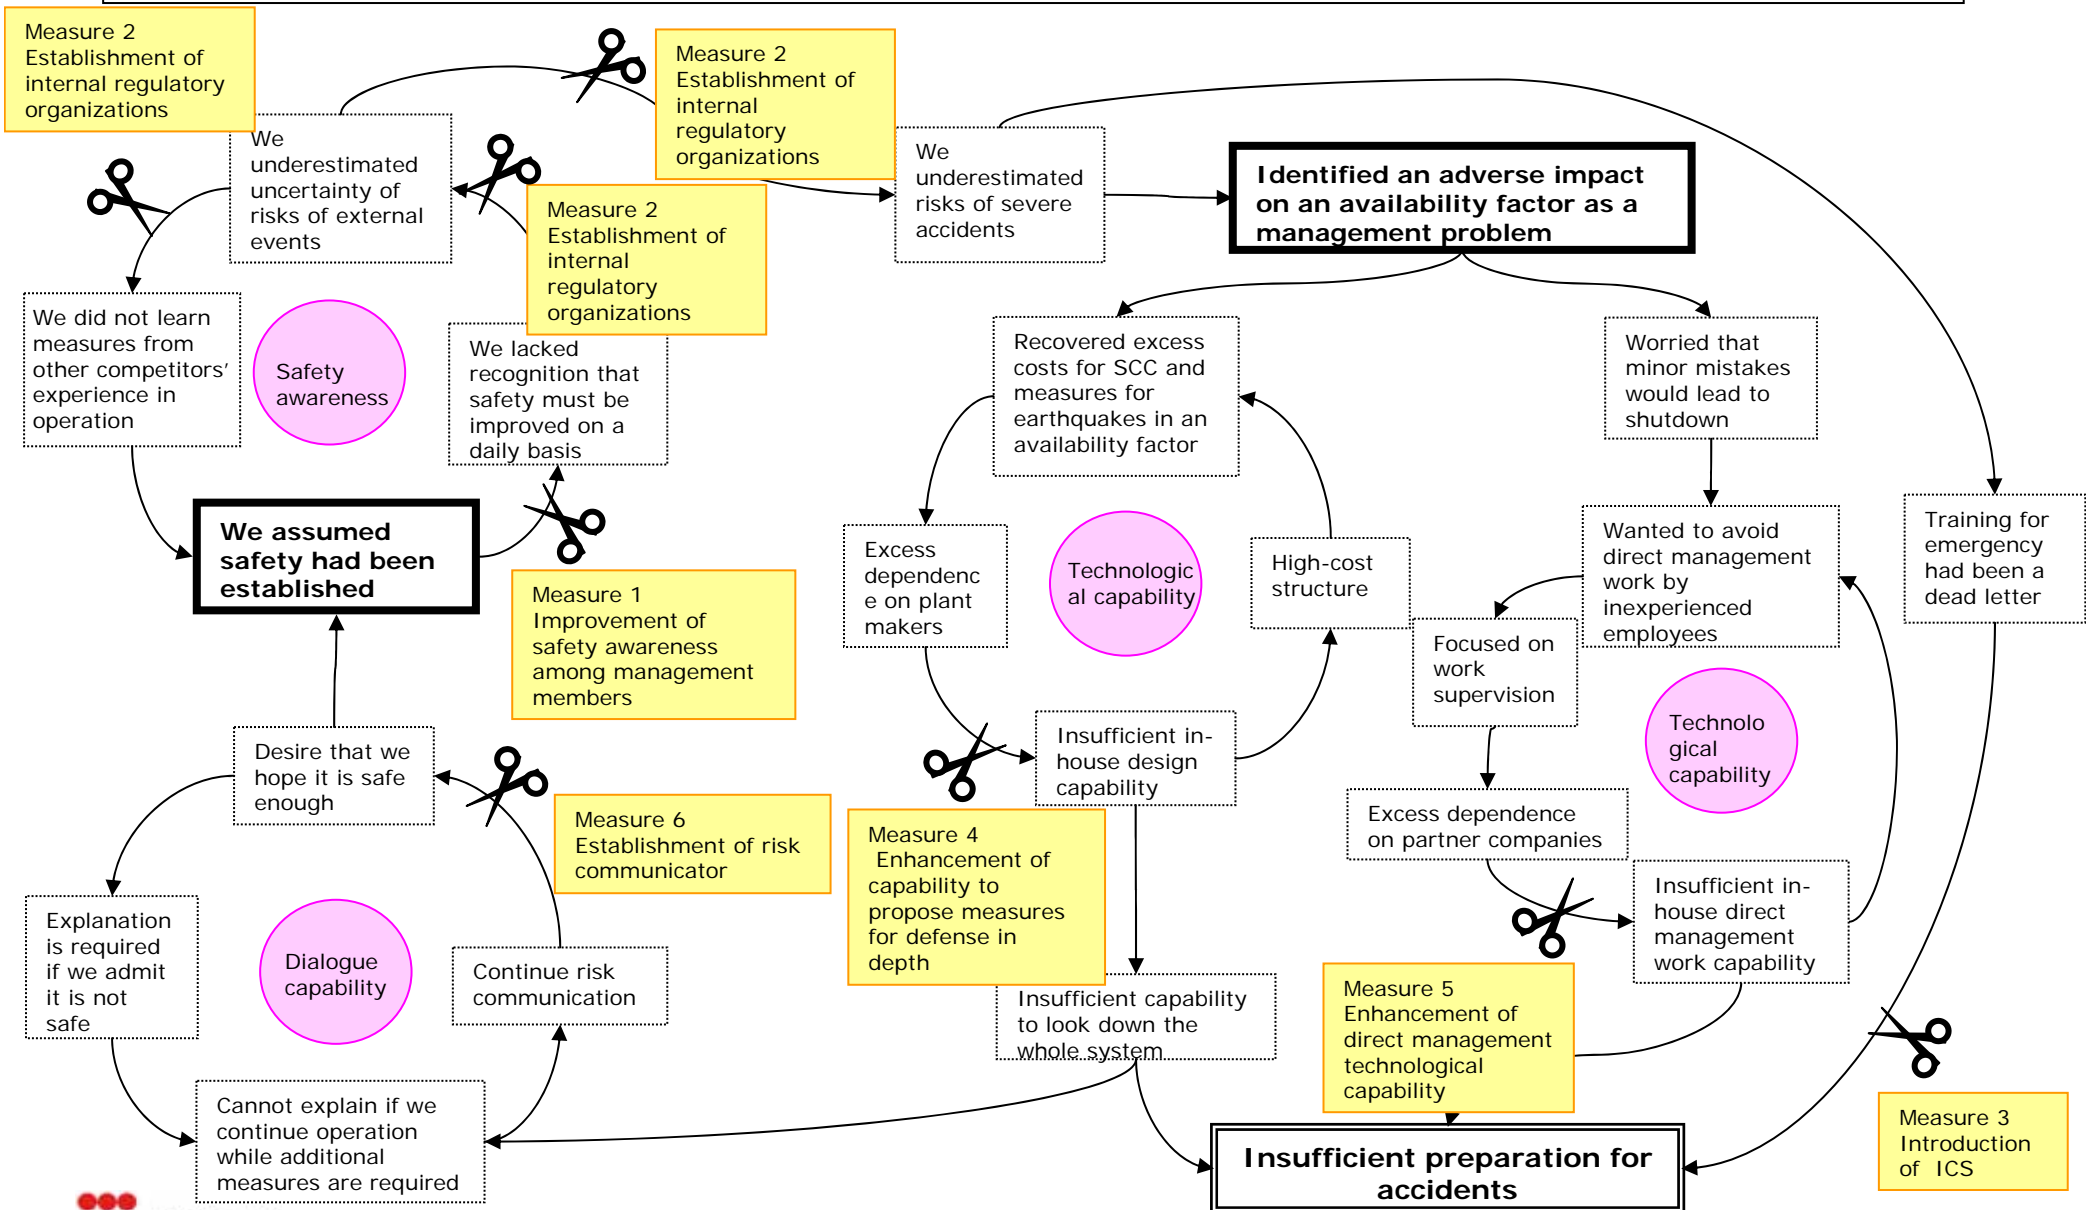 Measure 2
Establishment of
internal regulatory
organizations
Measure 2
Establishment of
internal
regulatory
organizations
We
underestimated
uncertainty of
risks of external
events
We
underestimated
risks of severe
accidents
Identified an adverse impact
on an availability factor as a
management problem
Measure 2
Establishment of
internal
regulatory
organizations
We did not learn
measures from
other competitors'
experience in
operation
Safety
awareness
We lacked
recognition that
safety must be
improved on a
daily basis
Recovered excess
costs for SCC and
measures for
earthquakes in an
availability factor
Worried that
minor mistakes
would lead to
shutdown
We assumed
safety had been
established
Excess
dependenc
e on plant
makers
Technologic
al capability
High-cost
structure
Wanted to avoid
direct management
work by
inexperienced
employees
Training for
emergency
had been a
dead letter
Measure 1
Improvement of
safety awareness
among management
members
Focused on
work
supervision
Technolo
gical
capability
Desire that we
hope it is safe
enough
Insufficient in-
house design
capability
Measure 6
Establishment of risk
communicator
Measure 4
Enhancement of
capability to
propose measures
for defense in
depth
Excess dependence
on partner companies
Insufficient in-
house direct
management
work capability
Explanation
is required
if we admit
it is not
safe
Dialogue
capability
Continue risk
communication
Insufficient capability
to look down the
whole system
Measure 5
Enhancement of
direct management
technological
capability
Cannot explain if we
continue operation
while additional
measures are required
Insufficient preparation for
accidents
Measure 3
Introduction
of ICS